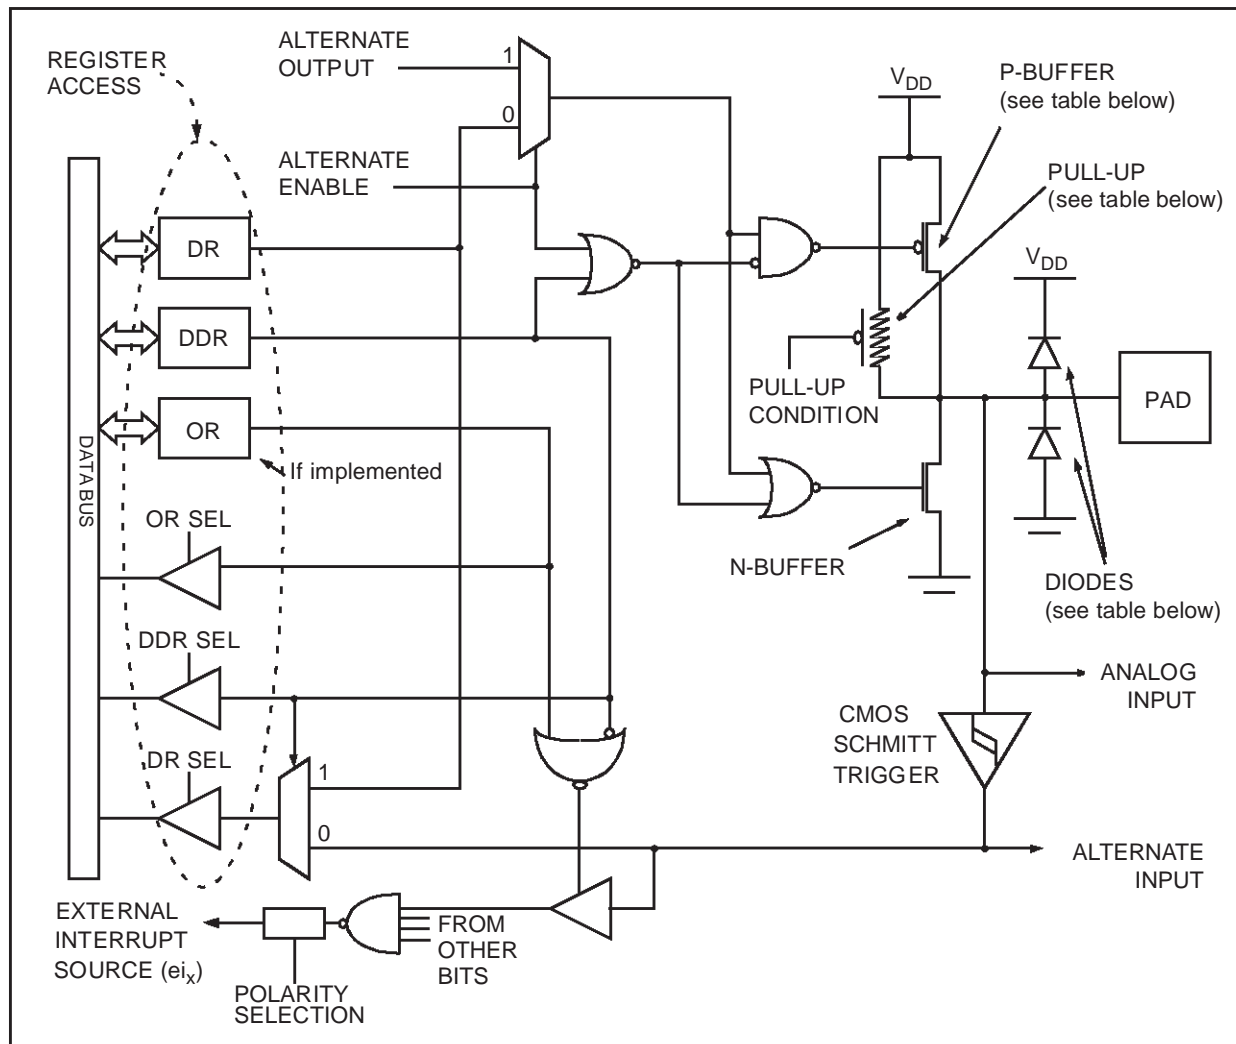 REGISTER
ACCESS
ALTERNATE
OUTPUT
1
0
ALTERNATE
ENABLE
VDD
P-BUFFER
(see table below)
PULL-UP
(see table below)
DR
DDR
OR
If implemented
DATA BUS
PULL-UP
CONDITION
VDD
PAD
N-BUFFER
DIODES
(see table below)
OR SEL
DDR SEL
DR SEL
1
0
ANALOG
INPUT
CMOS
SCHMITT
TRIGGER
ALTERNATE
INPUT
EXTERNAL
INTERRUPT
SOURCE (eix)
POLARITY
SELECTION
FROM
OTHER
BITS